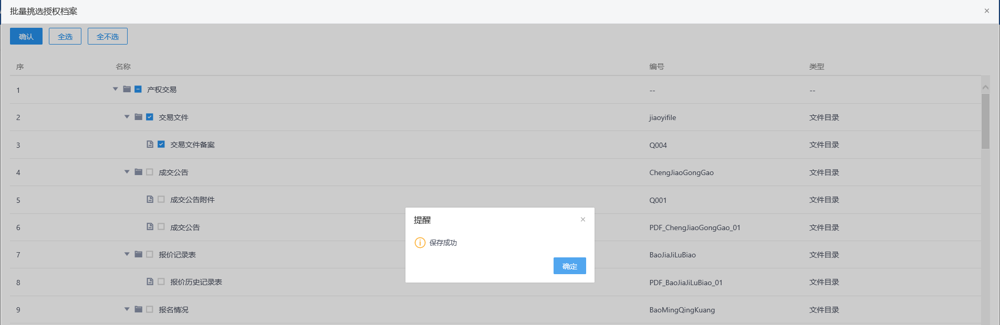 批量挑选授权档案
确认 全选 全不选
序 名称 编号 类型
1 产权交易 -- --
2 交易文件 jiaoyifile 文件目录
3 交易文件备案 Q004 文件目录
4 成交公告 ChengJiaoGongGao 文件目录
5 成交公告附件 Q001 文件目录
6 成交公告 PDF_ChengJiaoGongGao_01 文件目录
7 报价记录表 BaoJiaJiLuBiao 文件目录
8 报价历史记录表 PDF_BaoJiaJiLuBiao_01 文件目录
9 报名情况 BaoMingQingKuang 文件目录
提醒
保存成功
确定